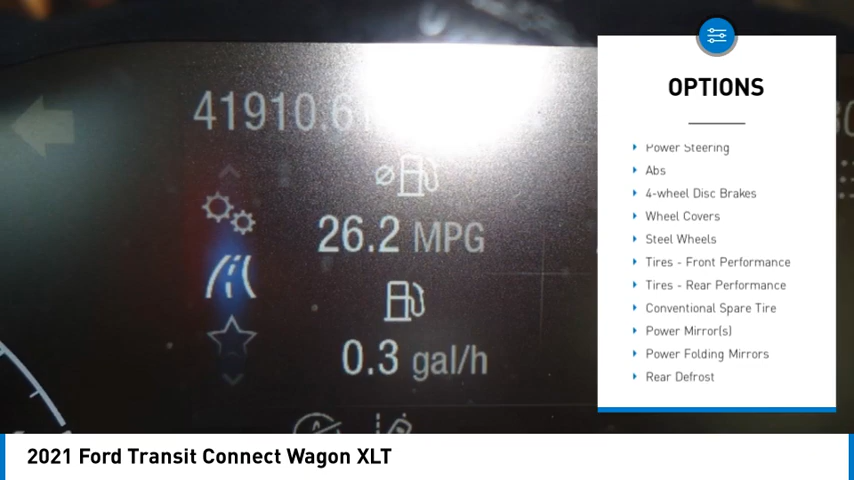 41910.6
26.2 MPG
0.3 gal/h
OPTIONS
Power Steering
Abs
4-wheel Disc Brakes
Wheel Covers
Steel Wheels
Tires - Front Performance
Tires - Rear Performance
Conventional Spare Tire
Power Mirror(s)
Power Folding Mirrors
Rear Defrost
2021 Ford Transit Connect Wagon XLT